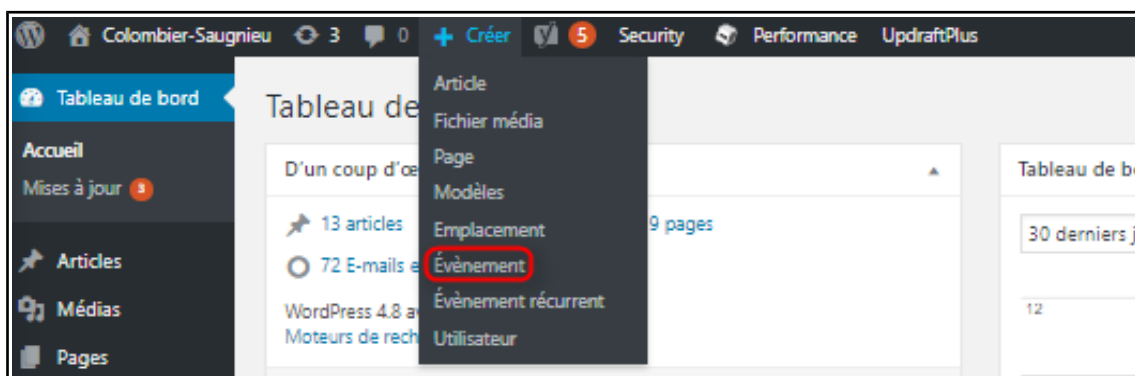 Colombier-Saugnieu 3 0 + Créer 5 Security Performance UpdraftPlus
Tableau de bord
Accueil
Mises à jour 3
Articles
Médias
Pages
Tableau de
D'un coup d'œ
13 articles
9 pages
72 E-mails e
WordPress 4.8 a
Moteurs de rech
Article
Fichier média
Page
Modèles
Emplacement
Évènement
Évènement récurrent
Utilisateur
Tableau de b
30 derniers j
12